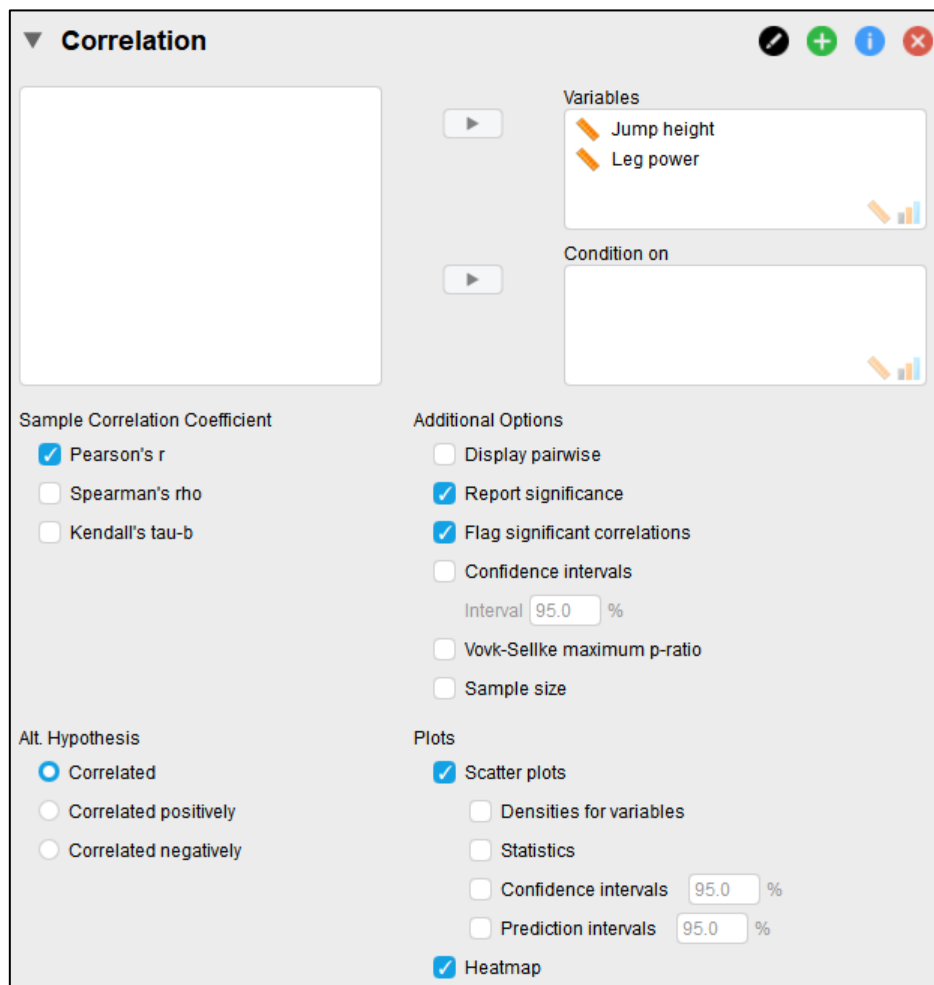 Correlation
Variables
Jump height
Leg power
Condition on
Sample Correlation Coefficient
Pearson's r
Spearman's rho
Kendall's tau-b
Additional Options
Display pairwise
Report significance
Flag significant correlations
Confidence intervals
Interval 95.0 %
Vovk-Sellke maximum p-ratio
Sample size
Alt. Hypothesis
Correlated
Correlated positively
Correlated negatively
Plots
Scatter plots
Densities for variables
Statistics
Confidence intervals 95.0 %
Prediction intervals 95.0 %
Heatmap